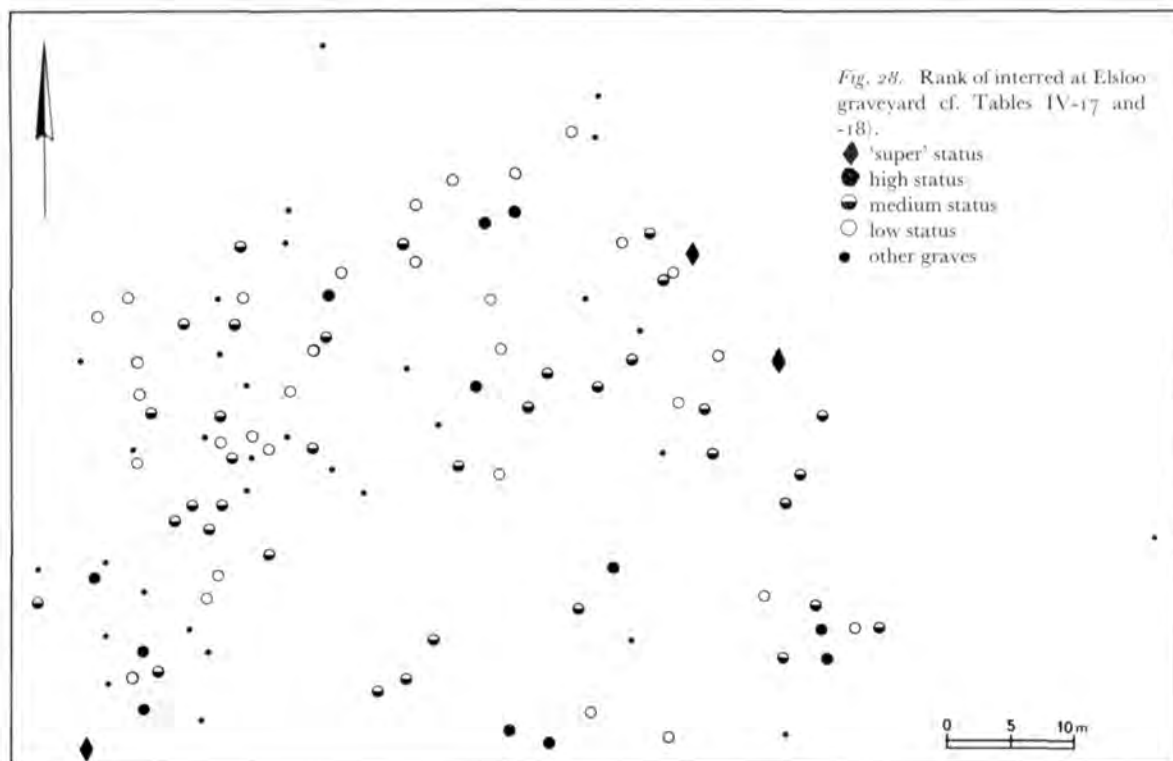 Fig. 28. Rank of interred at Elsloo
graveyard cf. Tables IV-17 and
-18).
'super' status
high status
medium status
low status
other graves
0 5 10 m